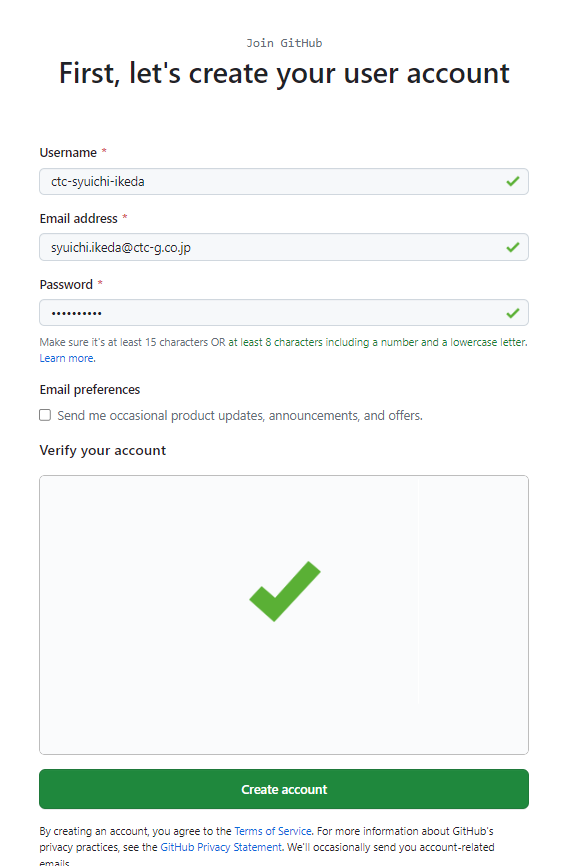 Join GitHub
First, let's create your user account
Username *
ctc-syuichi-ikeda
Email address *
syuichi.ikeda@ctc-g.co.jp
Password *
••••••••••
Make sure it's at least 15 characters OR at least 8 characters including a number and a lowercase letter.
Learn more.
Email preferences
Send me occasional product updates, announcements, and offers.
Verify your account
Create account
By creating an account, you agree to the Terms of Service. For more information about GitHub's
privacy practices, see the GitHub Privacy Statement. We'll occasionally send you account-related
emails